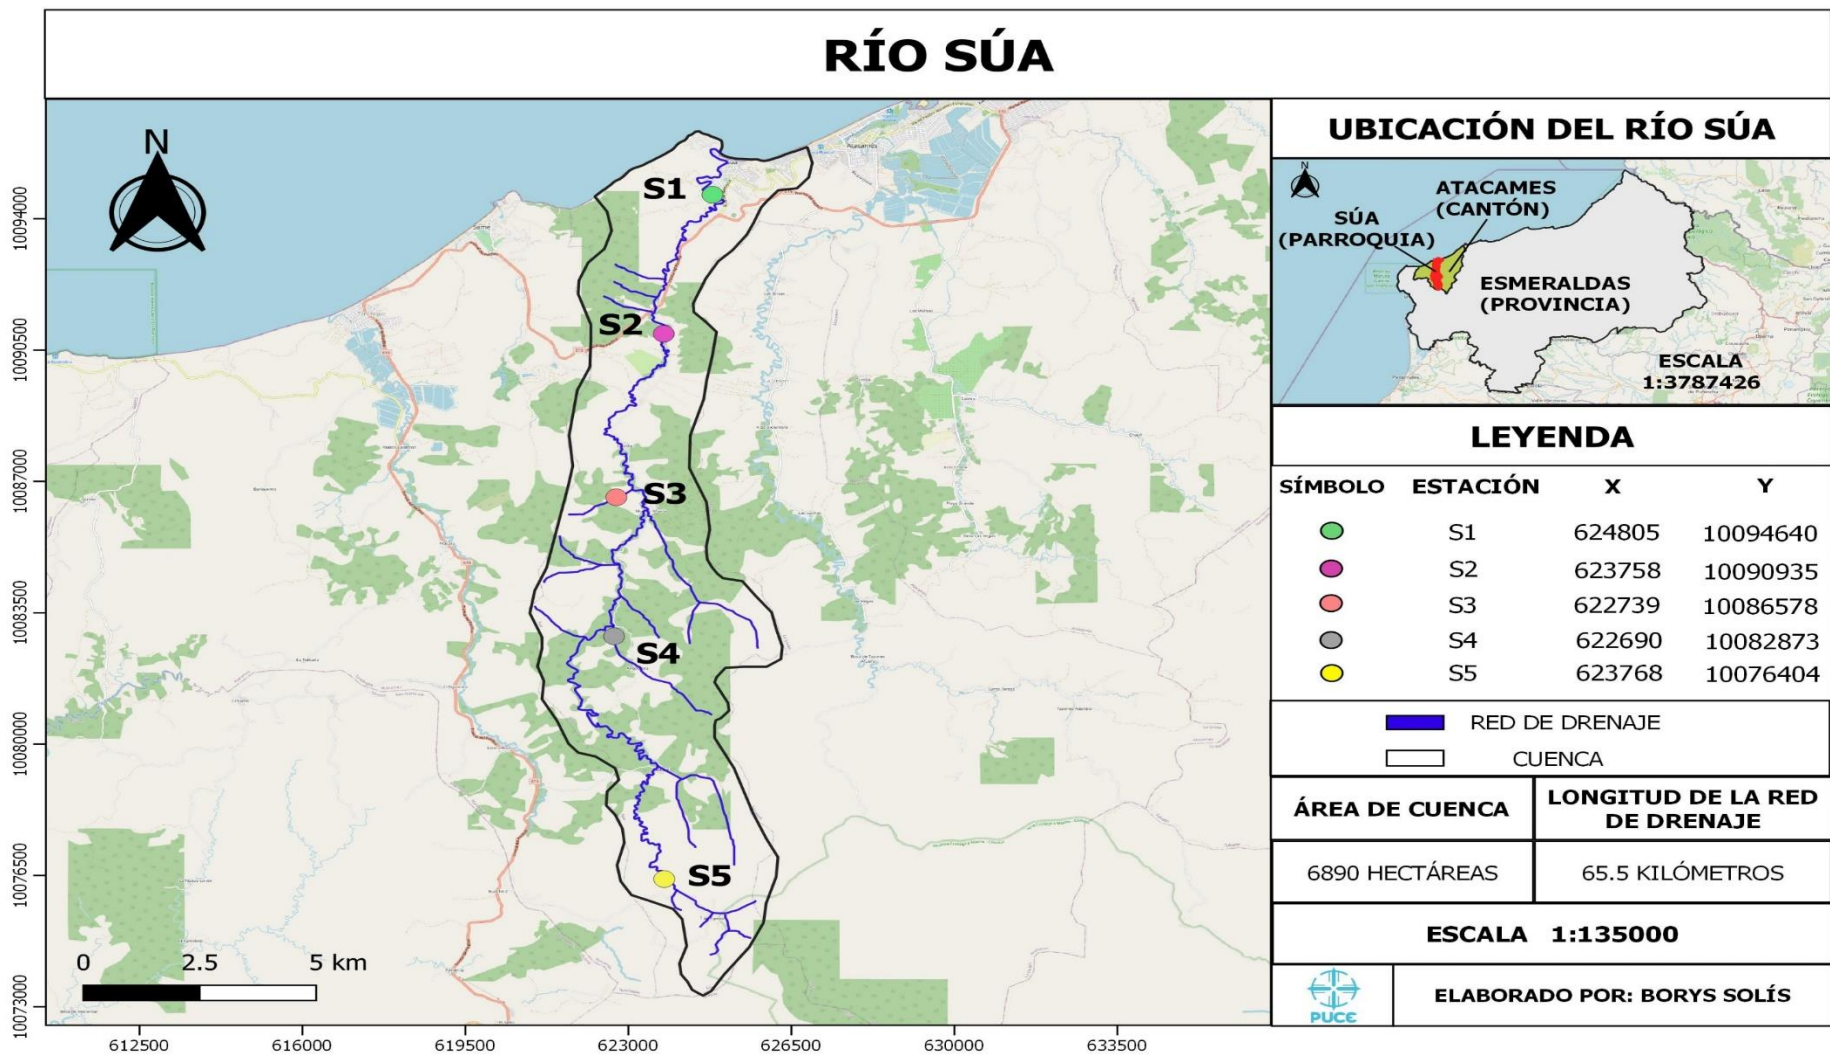 RÍO SÚA
N
S1
S2
S3
S4
S5
0 2.5 5 km
10094000
10090500
10087000
10083500
10080000
10076500
10073000
612500 616000 619500 623000 626500 630000 633500
UBICACIÓN DEL RÍO SÚA
N
ATACAMES
(CANTÓN)
SÚA
(PARROQUIA)
ESMERALDAS
(PROVINCIA)
ESCALA
1:3787426
LEYENDA
SÍMBOLO ESTACIÓN X Y
S1 624805 10094640
S2 623758 10090935
S3 622739 10086578
S4 622690 10082873
S5 623768 10076404
RED DE DRENAJE
CUENCA
ÁREA DE CUENCA
LONGITUD DE LA RED
DE DRENAJE
6890 HECTÁREAS
65.5 KILÓMETROS
ESCALA 1:135000
PUCE
ELABORADO POR: BORYS SOLÍS